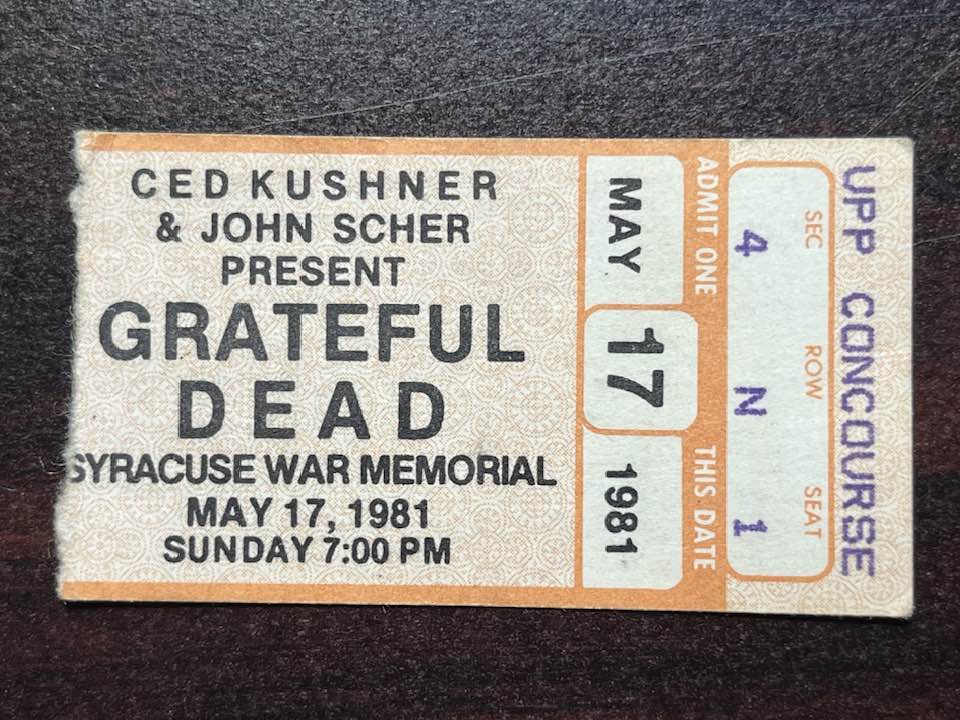 CED KUSHNER
& JOHN SCHER
PRESENT
GRATEFUL
DEAD
SYRACUSE WAR MEMORIAL
MAY 17, 1981
SUNDAY 7:00 PM
MAY 17 1981
ADMIT ONE THIS DATE
4 N 1
SEC ROW SEAT
UPP CONCOURSE